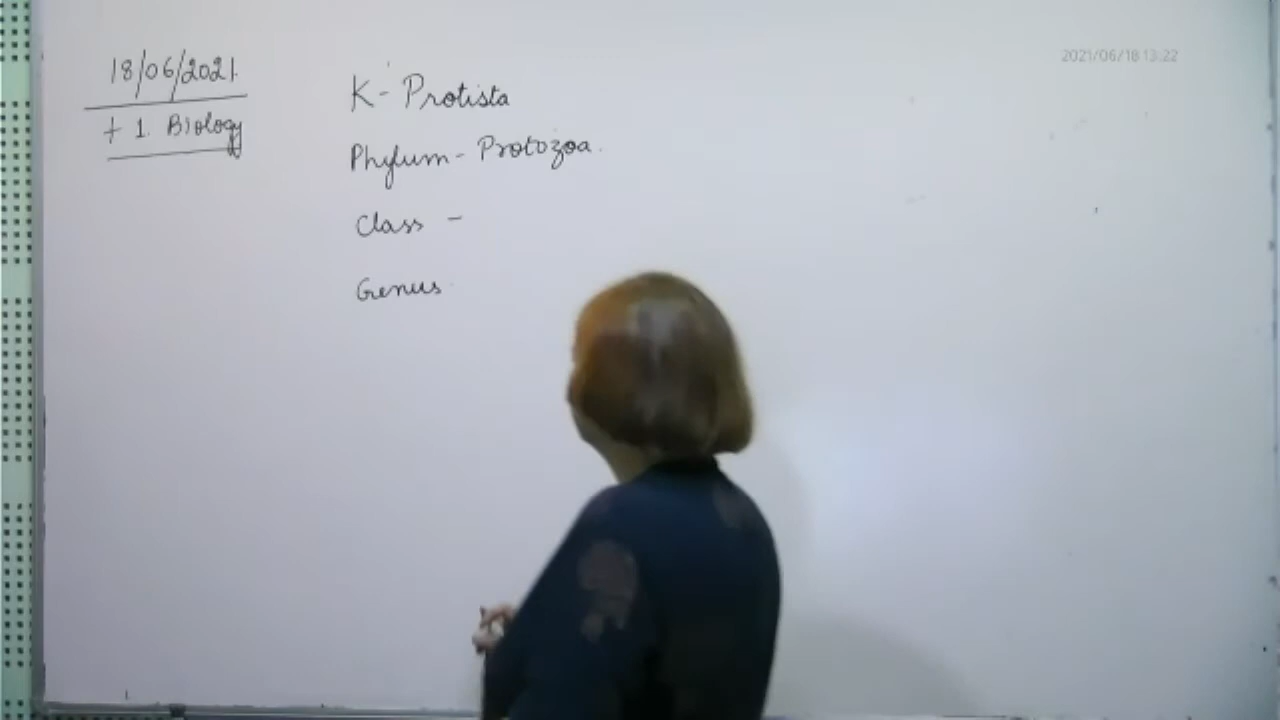 18/06/2021.
+ 1. Biology
K - Protista
Phylum - Protozoa.
Class -
Genus
2021/06/18 13:22